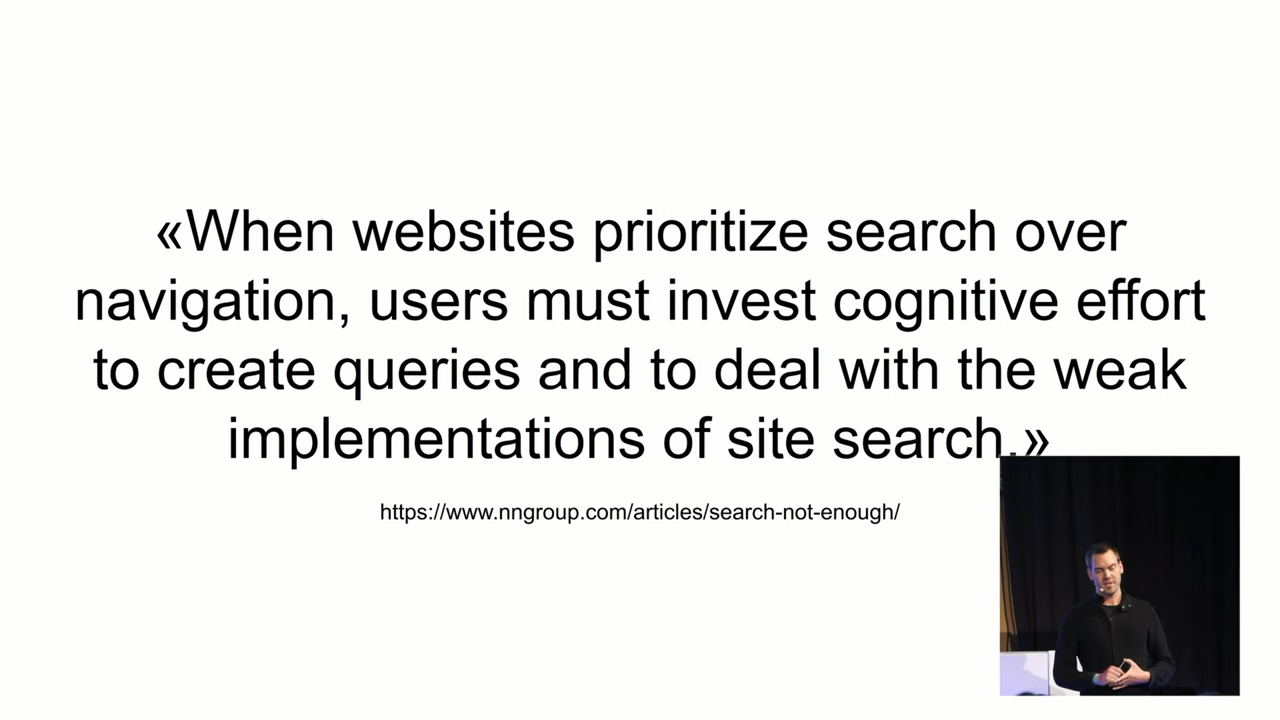 «When websites prioritize search over
navigation, users must invest cognitive effort
to create queries and to deal with the weak
implementations of site search.»
https://www.nngroup.com/articles/search-not-enough/